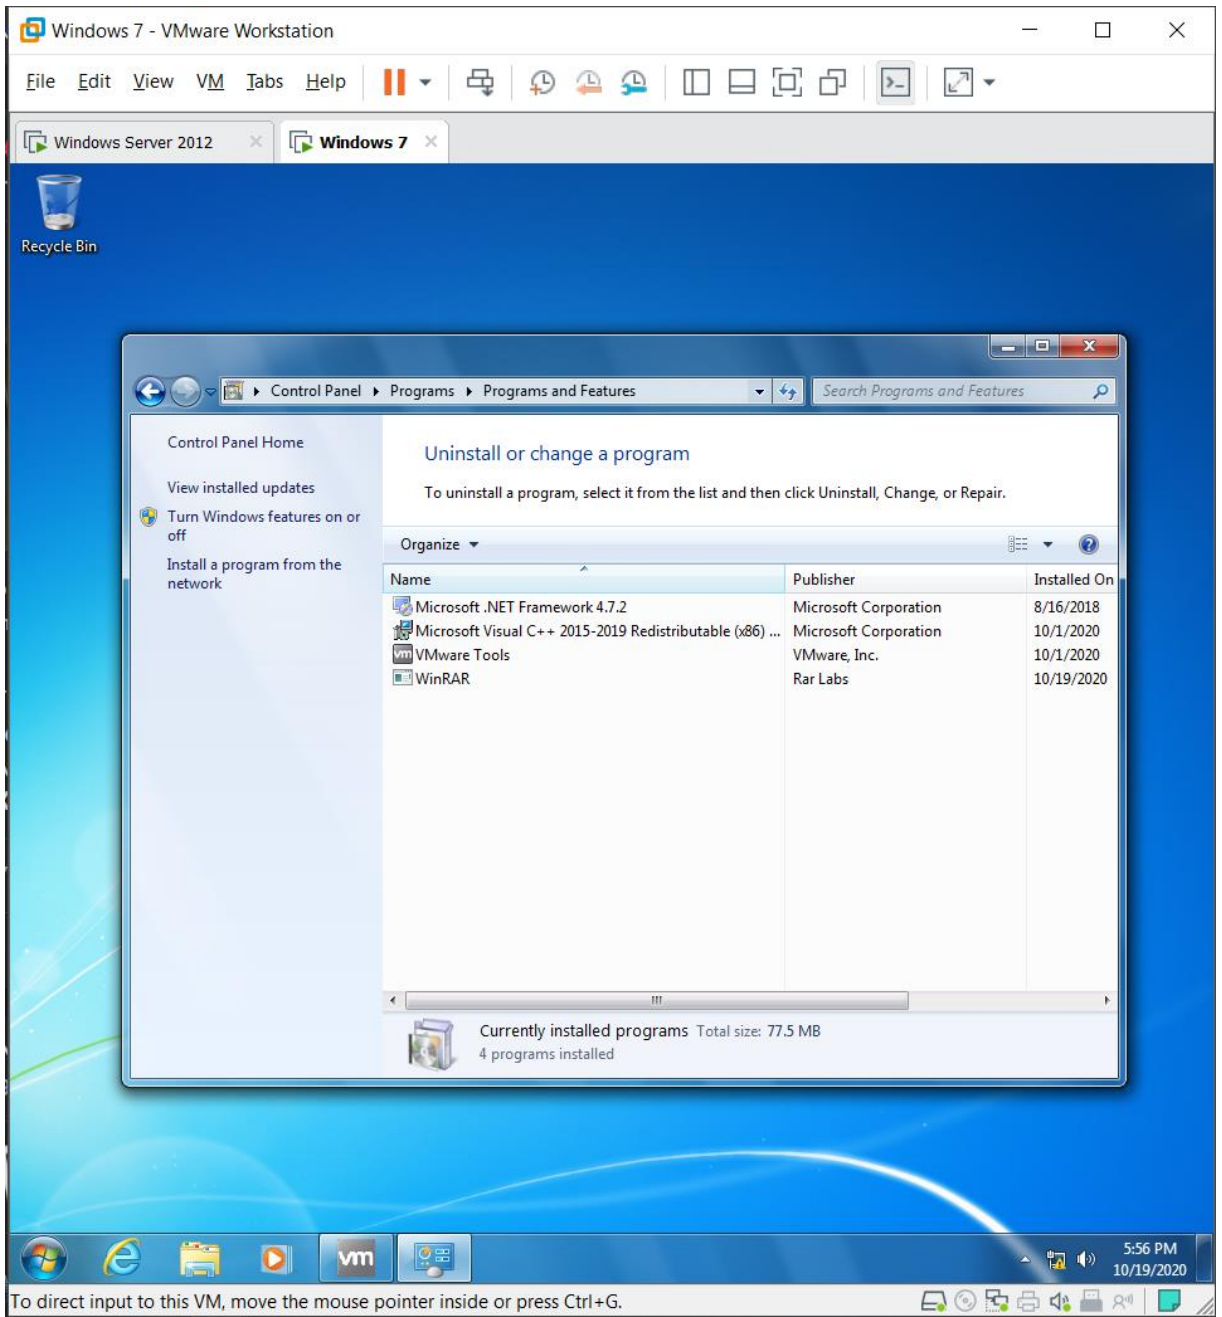 Windows 7 - VMware Workstation
File Edit View VM Tabs Help
Windows Server 2012
Windows 7
Recycle Bin
Control Panel Programs Programs and Features
Search Programs and Features
Control Panel Home
View installed updates
Turn Windows features on or
off
Install a program from the
network
Uninstall or change a program
To uninstall a program, select it from the list and then click Uninstall, Change, or Repair.
Organize
Name Publisher Installed On
Microsoft .NET Framework 4.7.2 Microsoft Corporation 8/16/2018
Microsoft Visual C++ 2015-2019 Redistributable (x86) ... Microsoft Corporation 10/1/2020
VMware Tools VMware, Inc. 10/1/2020
WinRAR Rar Labs 10/19/2020
Currently installed programs Total size: 77.5 MB
4 programs installed
vm
5:56 PM
10/19/2020
To direct input to this VM, move the mouse pointer inside or press Ctrl+G.